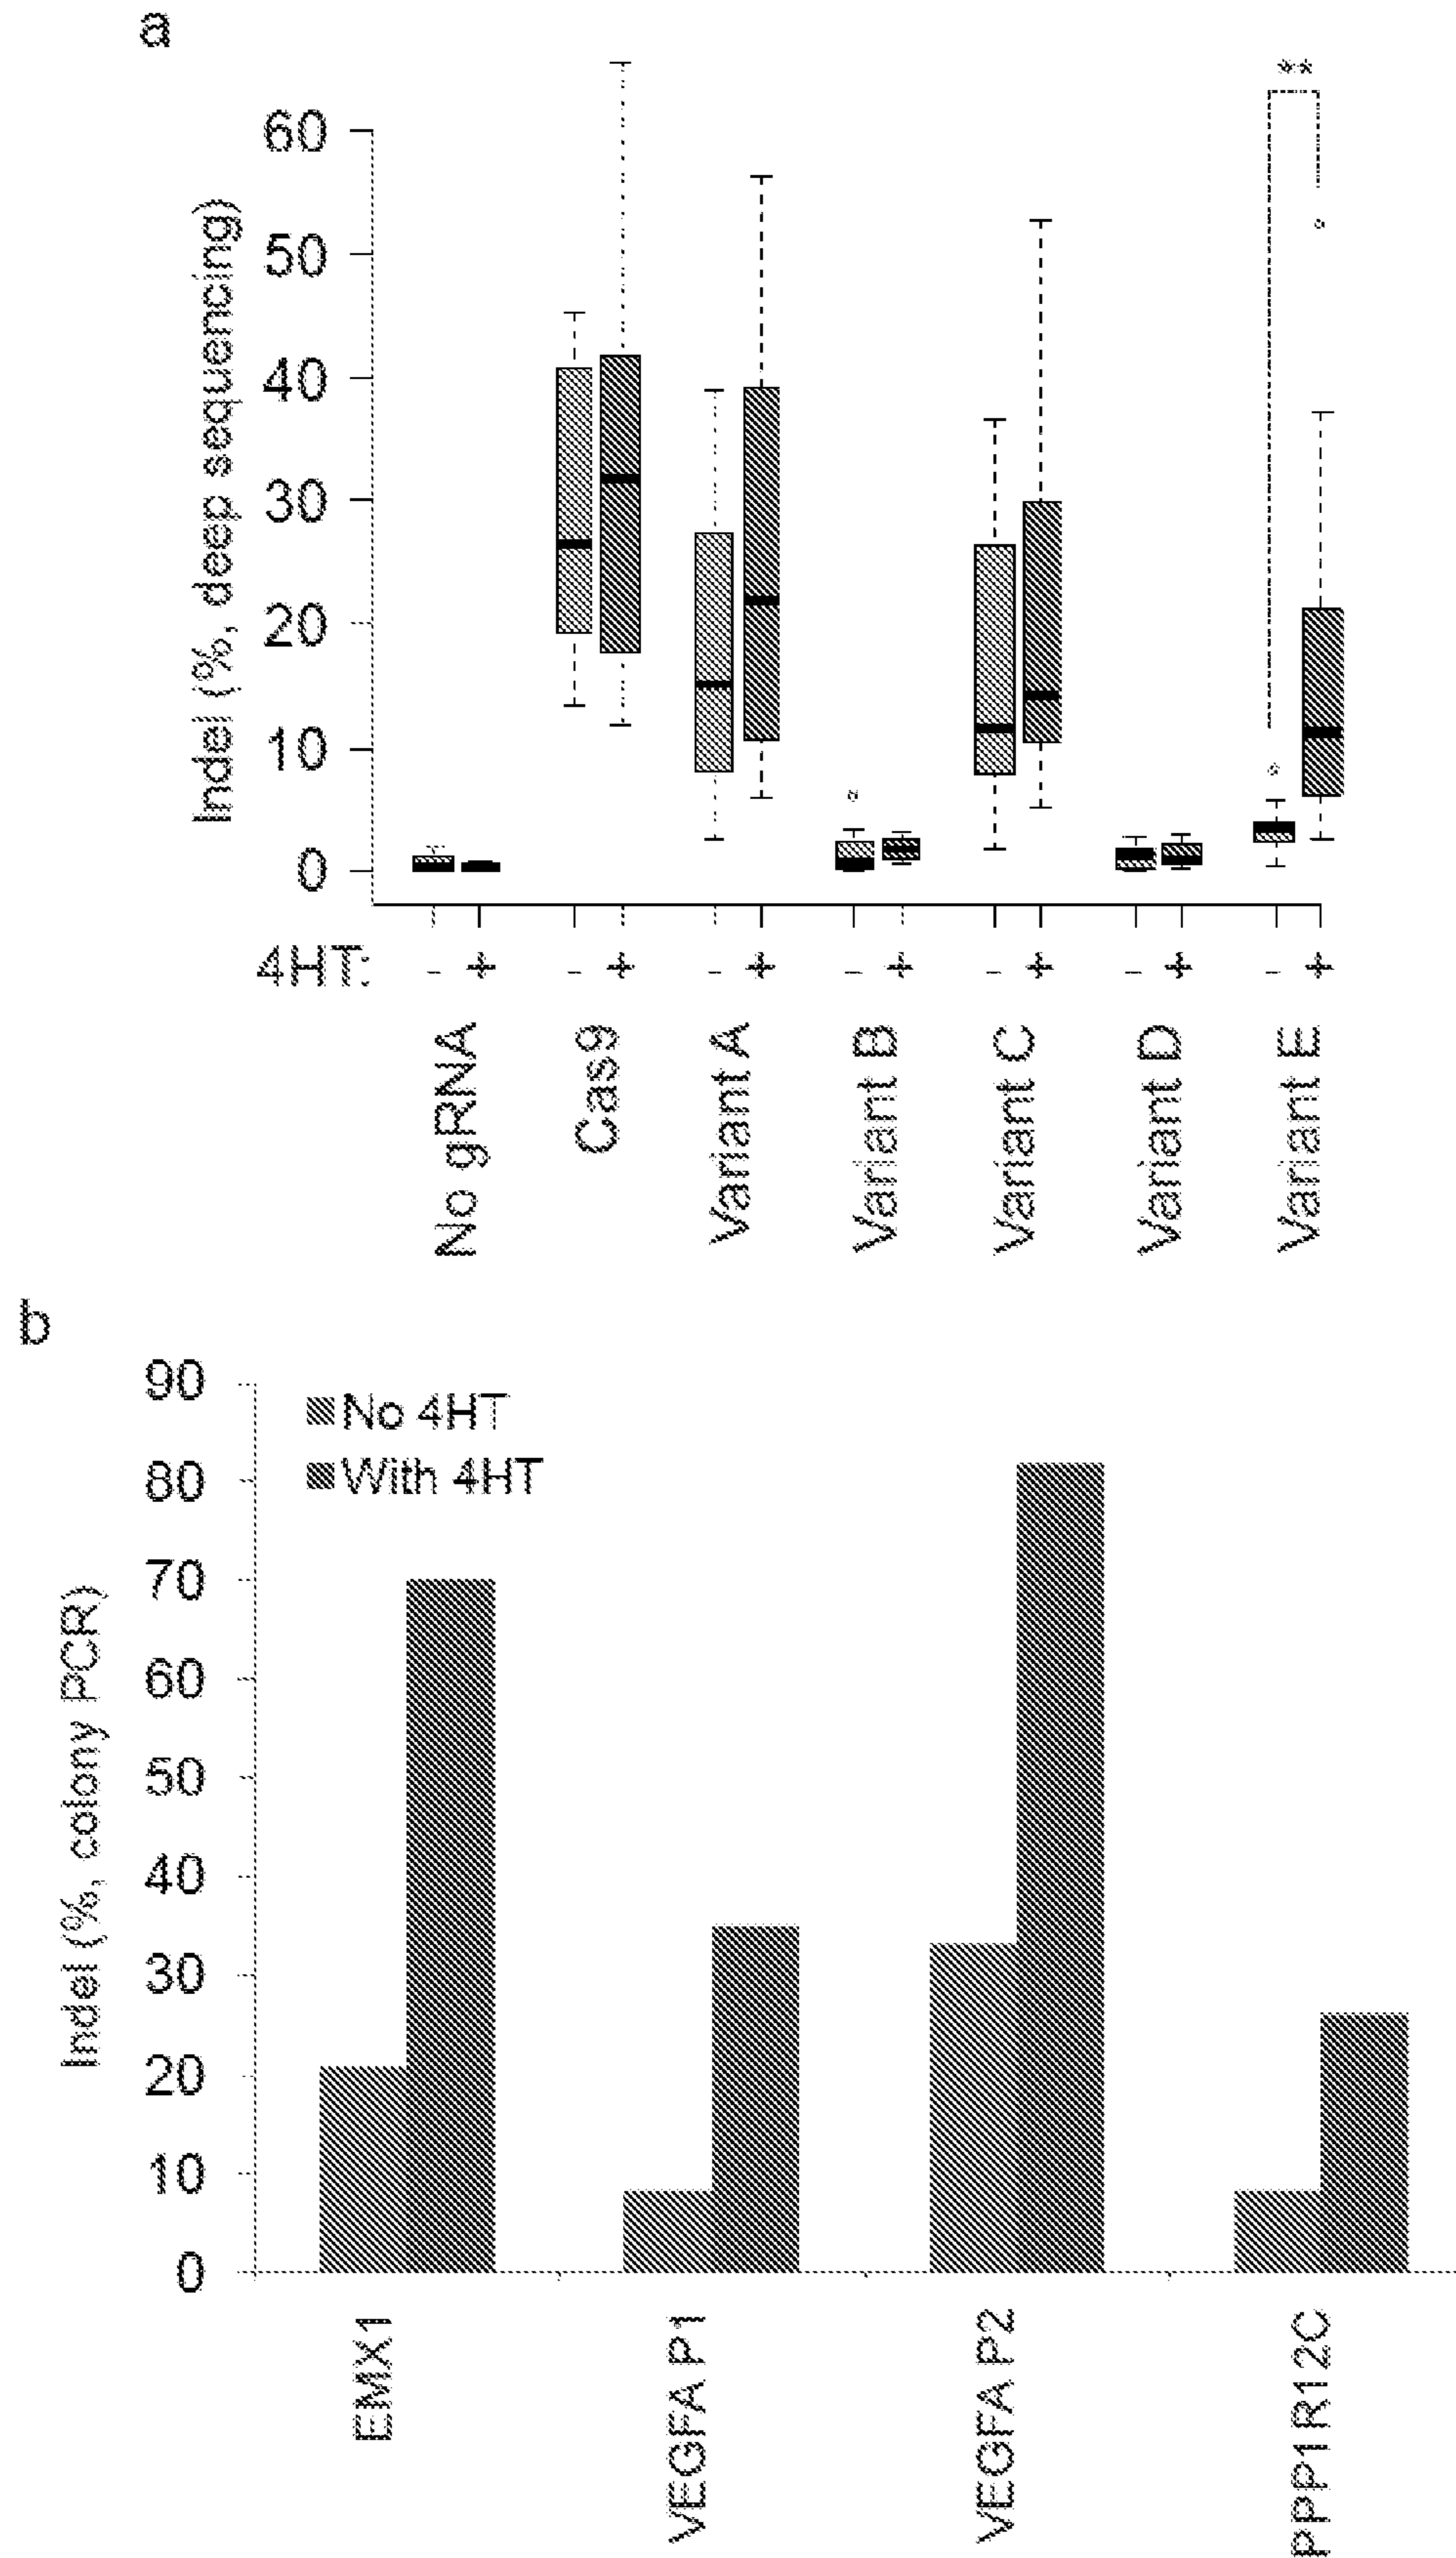 a
Indel (%, deep sequencing)
60
50
40
30
20
10
0
**
4HT: - + - + - + - + - + - + - +
No gRNA
Cas9
Variant A
Variant B
Variant C
Variant D
Variant E
b
Indel (%, colony PCR)
90
80
70
60
50
40
30
20
10
0
No 4HT
With 4HT
EMX1
VEGFA P1
VEGFA P2
PPP1R12C